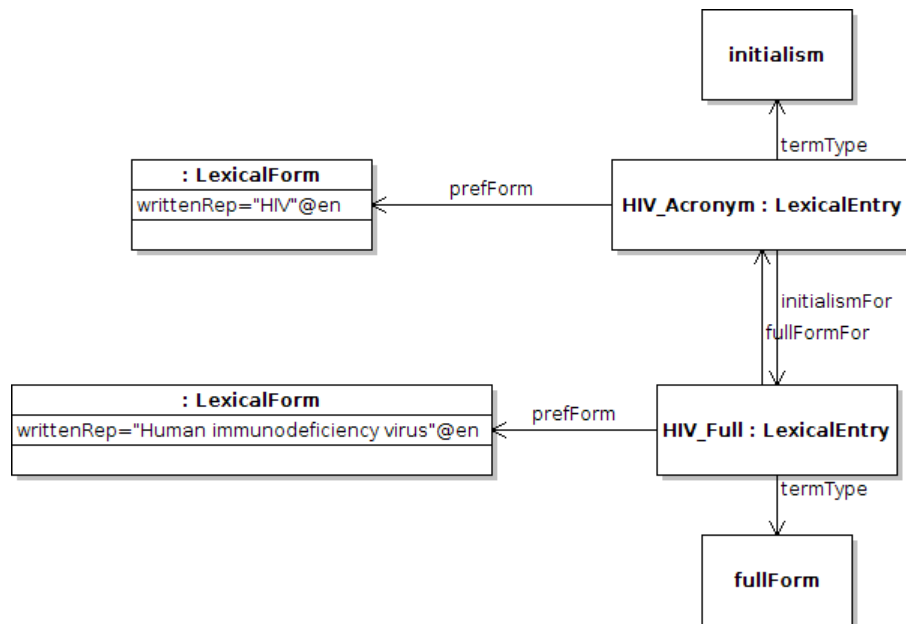 initialism
termType
: LexicalForm
writtenRep="HIV"@en
prefForm
HIV_Acronym : LexicalEntry
initialismFor
fullFormFor
: LexicalForm
writtenRep="Human immunodeficiency virus"@en
prefForm
HIV_Full : LexicalEntry
termType
fullForm